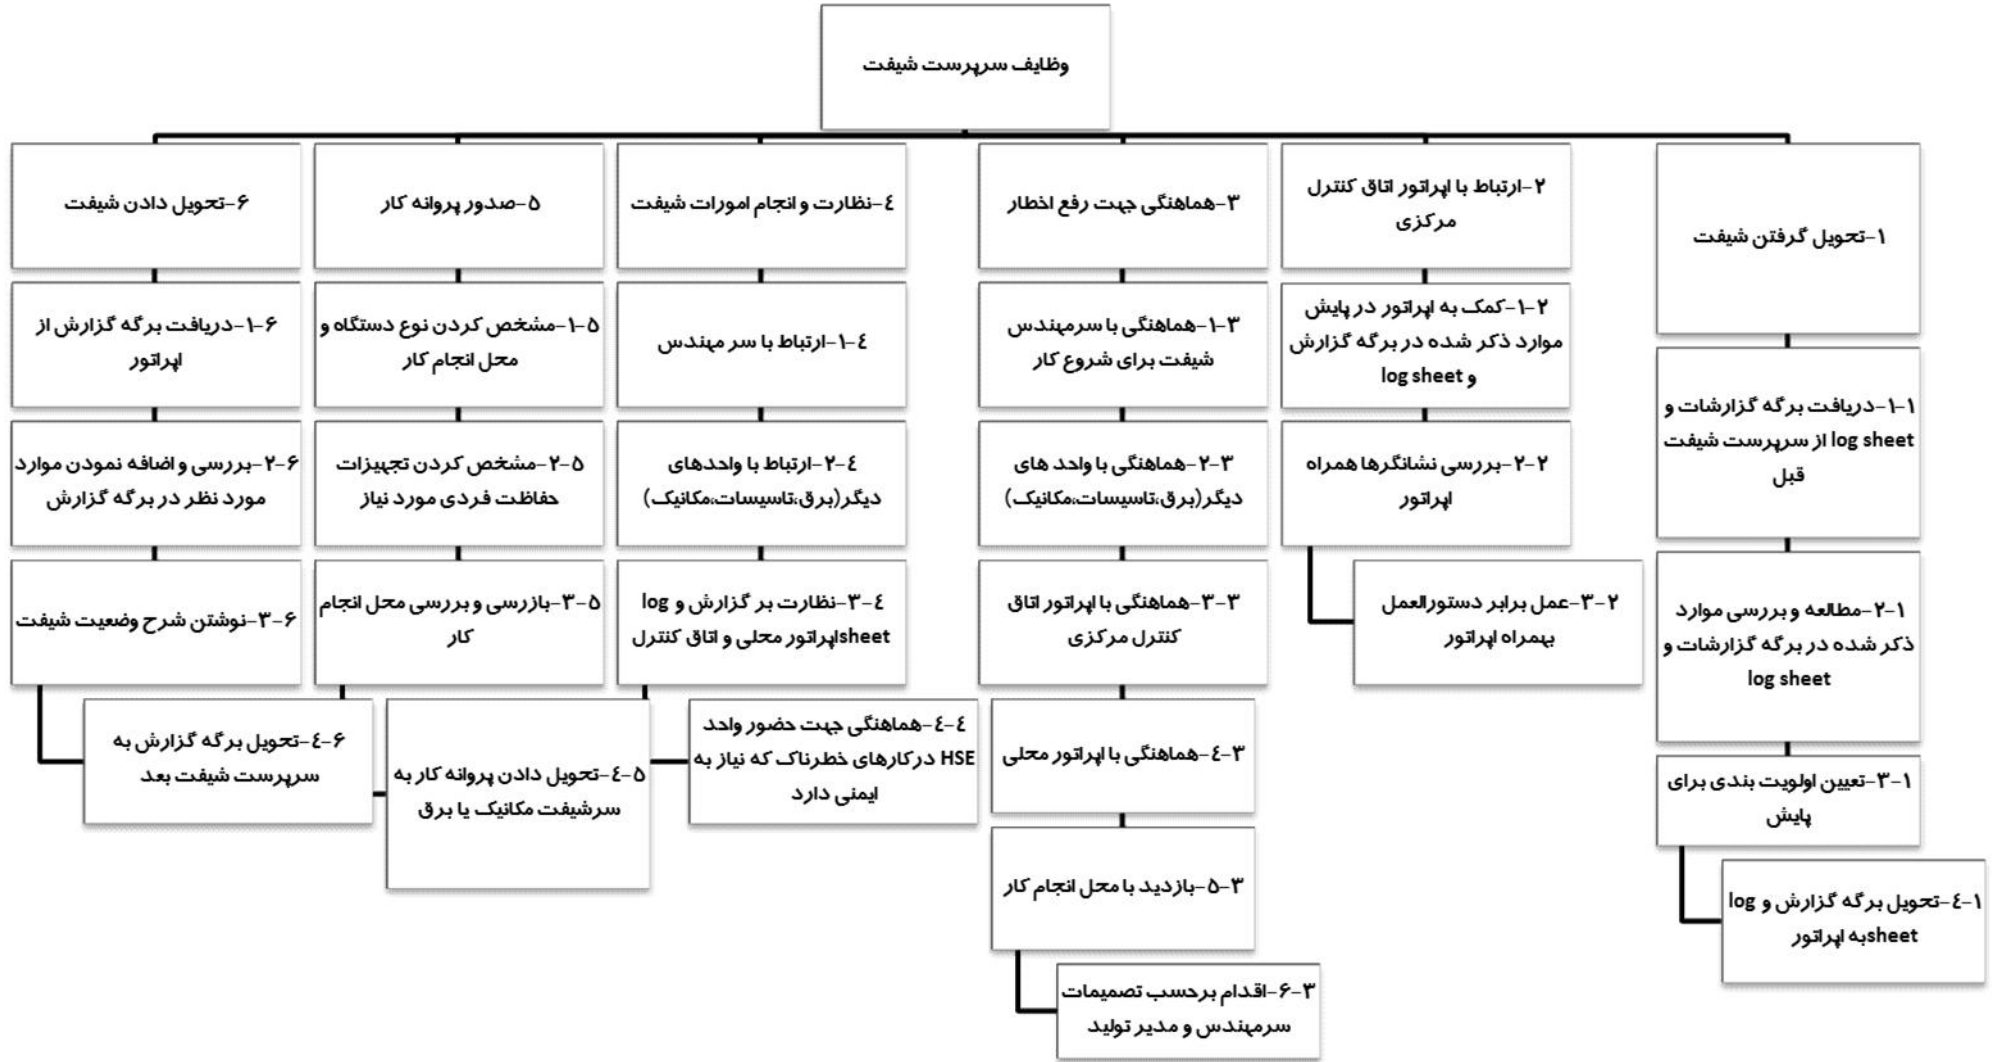 وظایف سرپرست شیفت
۱-تحویل گرفتن شیفت
۱-۱-دریافت برگه گزارشات و
log sheet از سرپرست شیفت
قبل
۲-۱-مطالعه و بررسی موارد
ذکر شده در برگه گزارشات و
log sheet
۳-۱-تعیین اولویت بندی برای
پایش
٤-۱-تحویل برگه گزارش و log
sheetبه اپراتور
۲-ارتباط با اپراتور اتاق کنترل
مرکزی
۱-۲-کمک به اپراتور در پایش
موارد ذکر شده در برگه گزارش
و log sheet
۲-۲-بررسی نشانگرها همراه
اپراتور
۳-۲-عمل برابر دستورالعمل
بهمراه اپراتور
۳-هماهنگی جهت رفع اخطار
۱-۳-هماهنگی با سرمهندس
شیفت برای شروع کار
۲-۳-هماهنگی با واحد های
دیگر(برق،تاسیسات،مکانیک)
۳-۳-هماهنگی با اپراتور اتاق
کنترل مرکزی
٤-۳-هماهنگی با اپراتور محلی
۵-۳-بازدید با محل انجام کار
۶-۳-اقدام برحسب تصمیمات
سرمهندس و مدیر تولید
٤-نظارت و انجام امورات شیفت
۱-٤-ارتباط با سر مهندس
۲-٤-ارتباط با واحدهای
دیگر(برق،تاسیسات،مکانیک)
۳-٤-نظارت بر گزارش و log
sheetاپراتور محلی و اتاق کنترل
٤-٤-هماهنگی جهت حضور واحد
HSE درکارهای خطرناک که نیاز به
ایمنی دارد
۵-صدور پروانه کار
۱-۵-مشخص کردن نوع دستگاه و
محل انجام کار
۲-۵-مشخص کردن تجهیزات
حفاظت فردی مورد نیاز
۳-۵-بازرسی و بررسی محل انجام
کار
٤-۵-تحویل دادن پروانه کار به
سرشیفت مکانیک یا برق
۶-تحویل دادن شیفت
۱-۶-دریافت برگه گزارش از
اپراتور
۲-۶-بررسی و اضافه نمودن موارد
مورد نظر در برگه گزارش
۳-۶-نوشتن شرح وضعیت شیفت
٤-۶-تحویل برگه گزارش به
سرپرست شیفت بعد